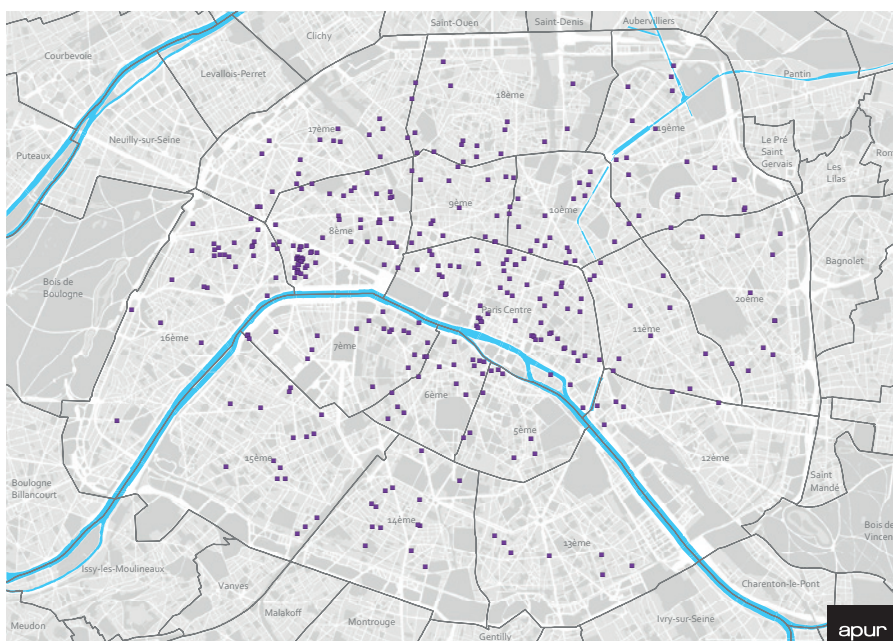 Saint-Ouen
Saint-Denis
Aubervilliers
Clichy
Courbevoie
Levallois-Perret
Pantin
18ème
17ème
19ème
Neuilly-sur-Seine
Puteaux
Le Pré
Saint
Gervais
Les
Lilas
9ème
10ème
8ème
Bagnolet
Bois de
Boulogne
20ème
Paris Centre
11ème
16ème
7ème
6ème
5ème
15ème
12ème
Saint
Mandé
Boulogne
Billancourt
14ème
13ème
Bois de
Issy-les-Moulineaux
Vanves
Charenton-le-Pont
Malakoff
Meudon
Montrouge
Ivry-sur-Seine
Gentilly
apur